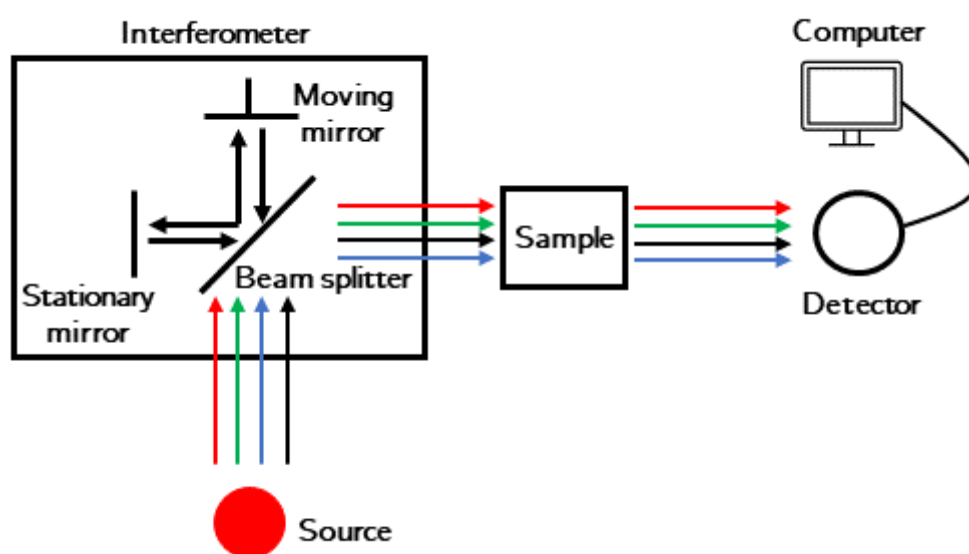 Interferometer
Computer
Moving
mirror
Sample
Beam splitter
Stationary
mirror
Detector
Source